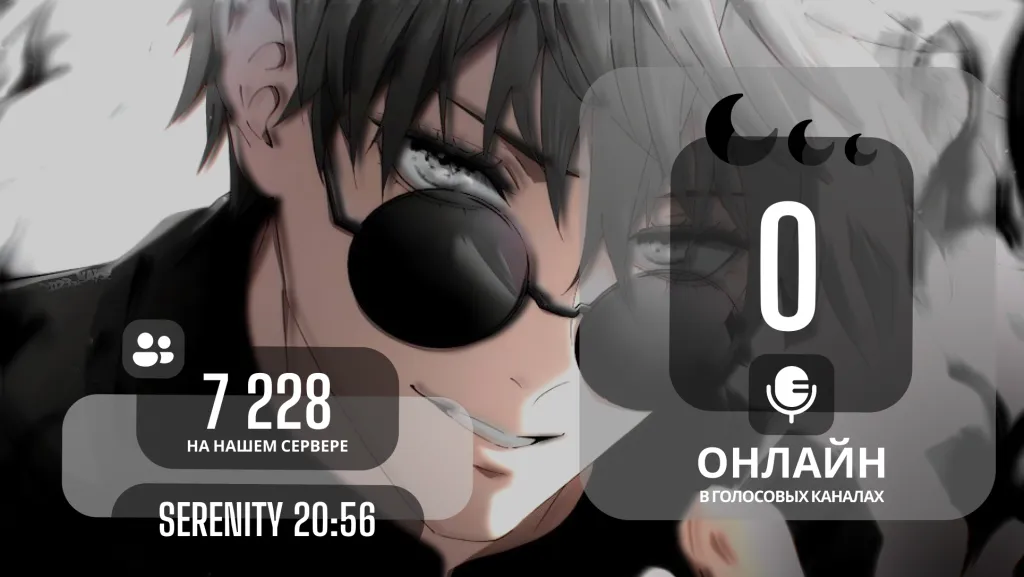 7 228
НА НАШЕМ СЕРВЕРЕ
SERENITY 20:56
0
ОНЛАЙН
В ГОЛОСОВЫХ КАНАЛАХ